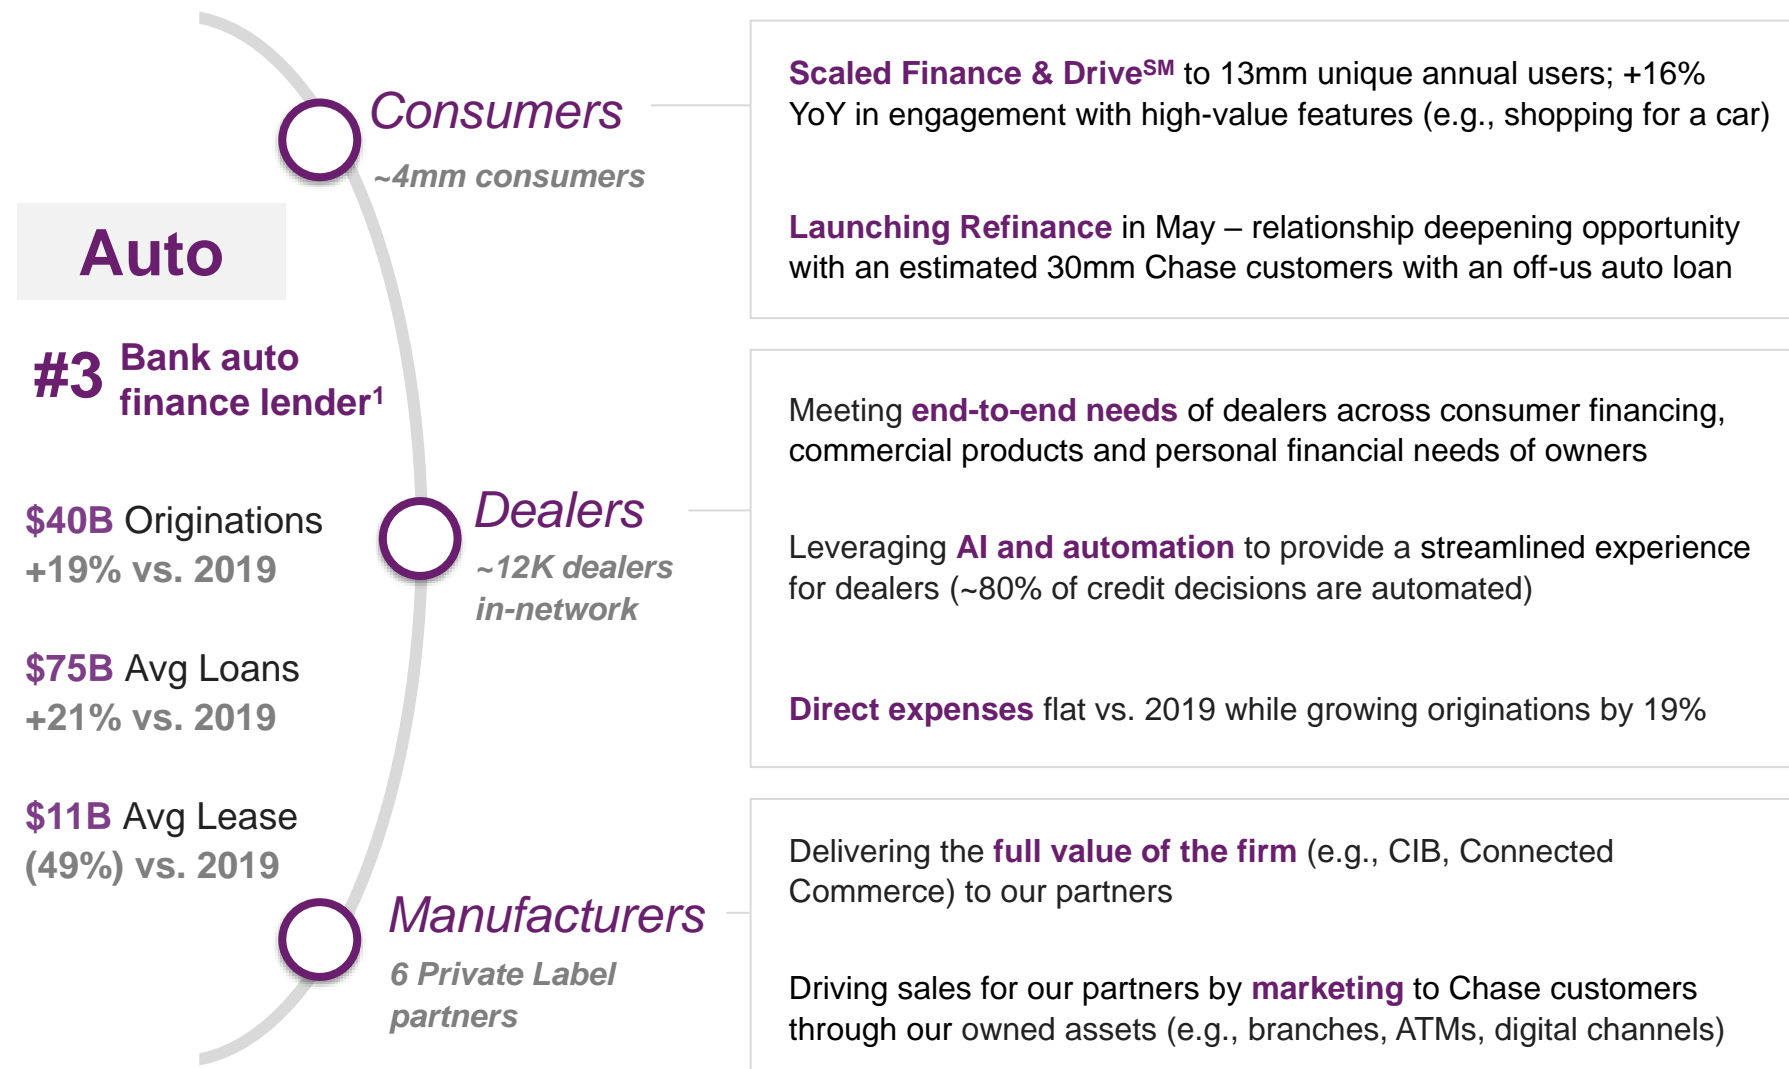 Auto
#3 Bank auto
finance lender1
$40B Originations
+19% vs. 2019
$75B Avg Loans
+21% vs. 2019
$11B Avg Lease
(49%) vs. 2019
Consumers
~4mm consumers
Scaled Finance & DriveSM to 13mm unique annual users; +16%
YoY in engagement with high-value features (e.g., shopping for a car)
Launching Refinance in May – relationship deepening opportunity
with an estimated 30mm Chase customers with an off-us auto loan
Dealers
~12K dealers
in-network
Meeting end-to-end needs of dealers across consumer financing,
commercial products and personal financial needs of owners
Leveraging AI and automation to provide a streamlined experience
for dealers (~80% of credit decisions are automated)
Direct expenses flat vs. 2019 while growing originations by 19%
Manufacturers
6 Private Label
partners
Delivering the full value of the firm (e.g., CIB, Connected
Commerce) to our partners
Driving sales for our partners by marketing to Chase customers
through our owned assets (e.g., branches, ATMs, digital channels)